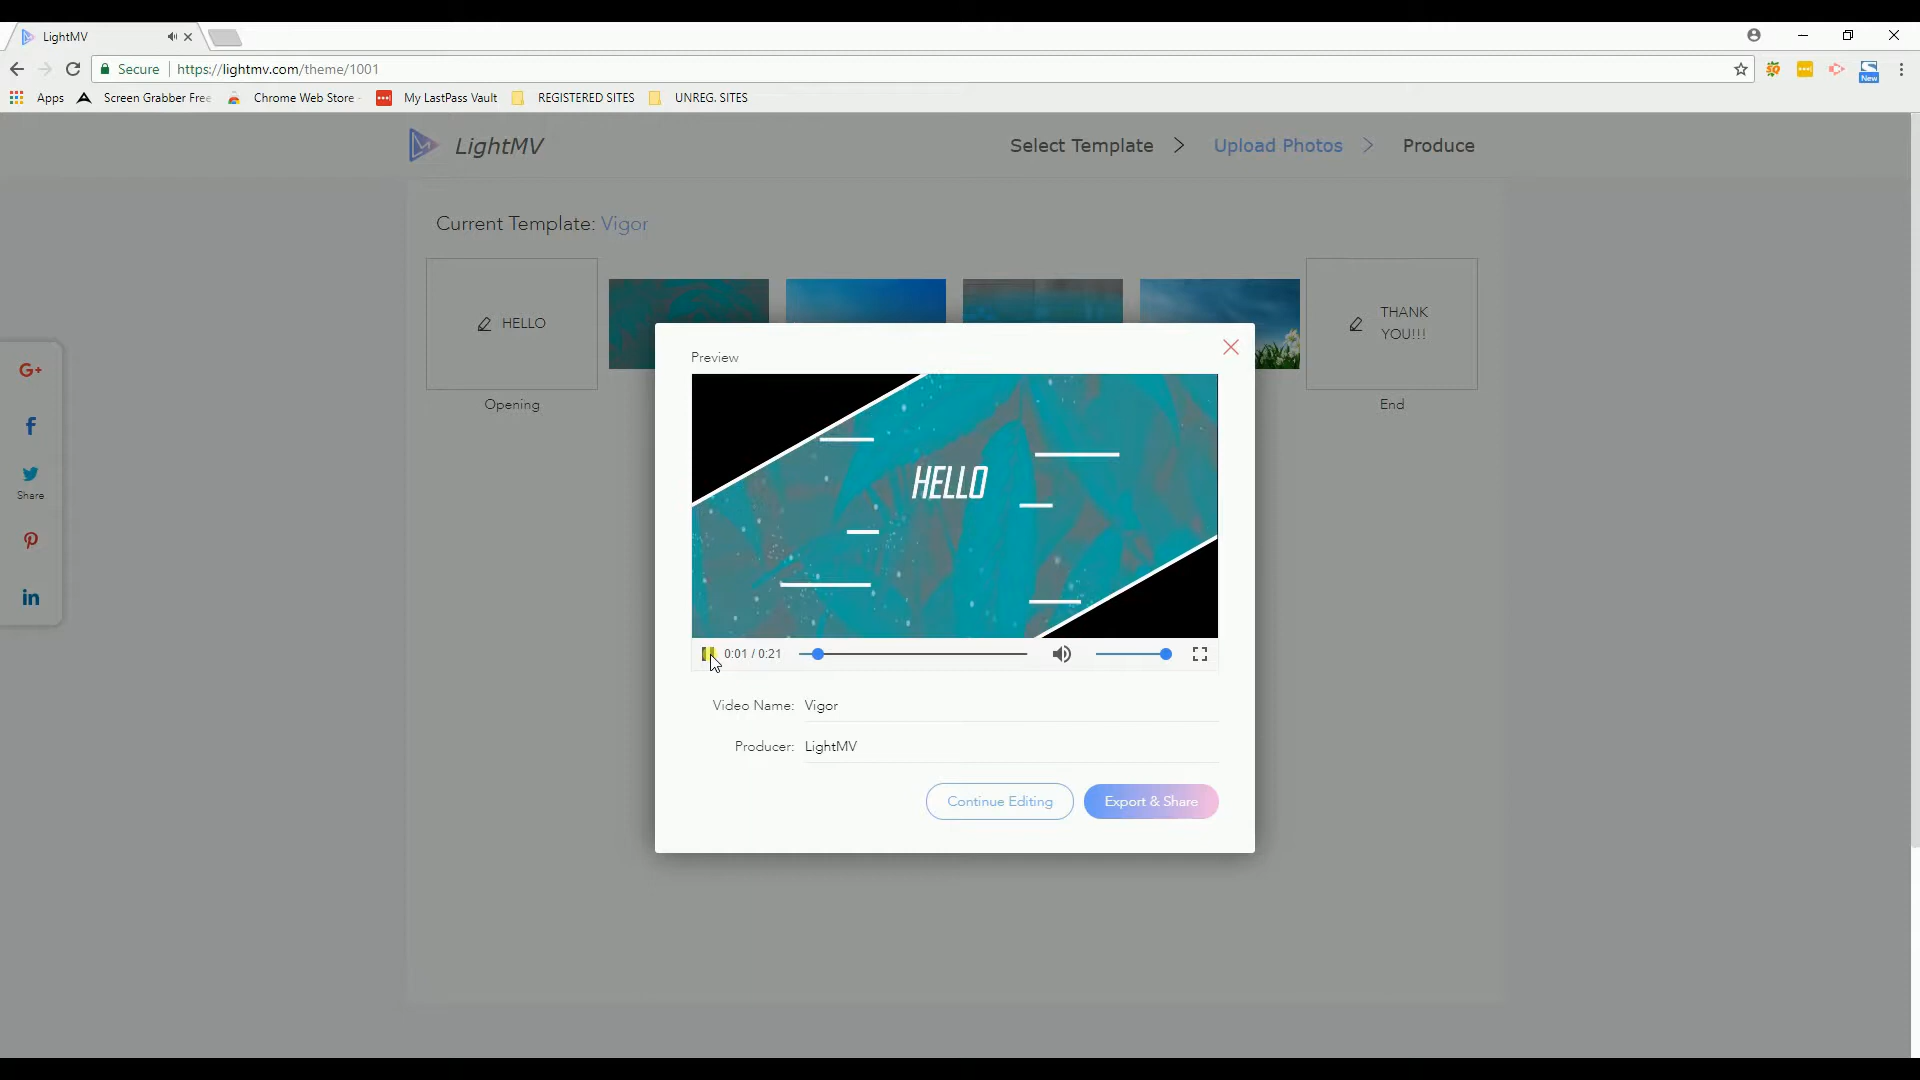 LightMV
Secure https://lightmv.com/theme/1001
New
Apps Screen Grabber Free Chrome Web Store My LastPass Vault REGISTERED SITES UNREG. SITES
LightMV Select Template Upload Photos Produce
Current Template: Vigor
HELLO
THANK
YOU!!!
Opening
End
G+
Share
in
Preview
HELLO
0:01 / 0:21
Video Name: Vigor
Producer: LightMV
Continue Editing Export & Share